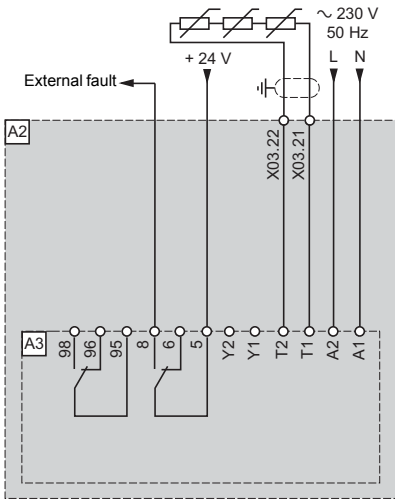 ∼ 230 V
50 Hz
+ 24 V
L
N
External fault
A2
X03.22
X03.21
A3
98
96
95
8
6
5
Y2
Y1
T2
T1
A2
A1